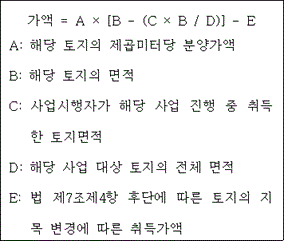 가액 = A × [B - (C × B / D)] - E
A: 해당 토지의 제곱미터당 분양가액
B: 해당 토지의 면적
C: 사업시행자가 해당 사업 진행 중 취득
한 토지면적
D: 해당 사업 대상 토지의 전체 면적
E: 법 제7조제4항 후단에 따른 토지의 지
목 변경에 따른 취득가액